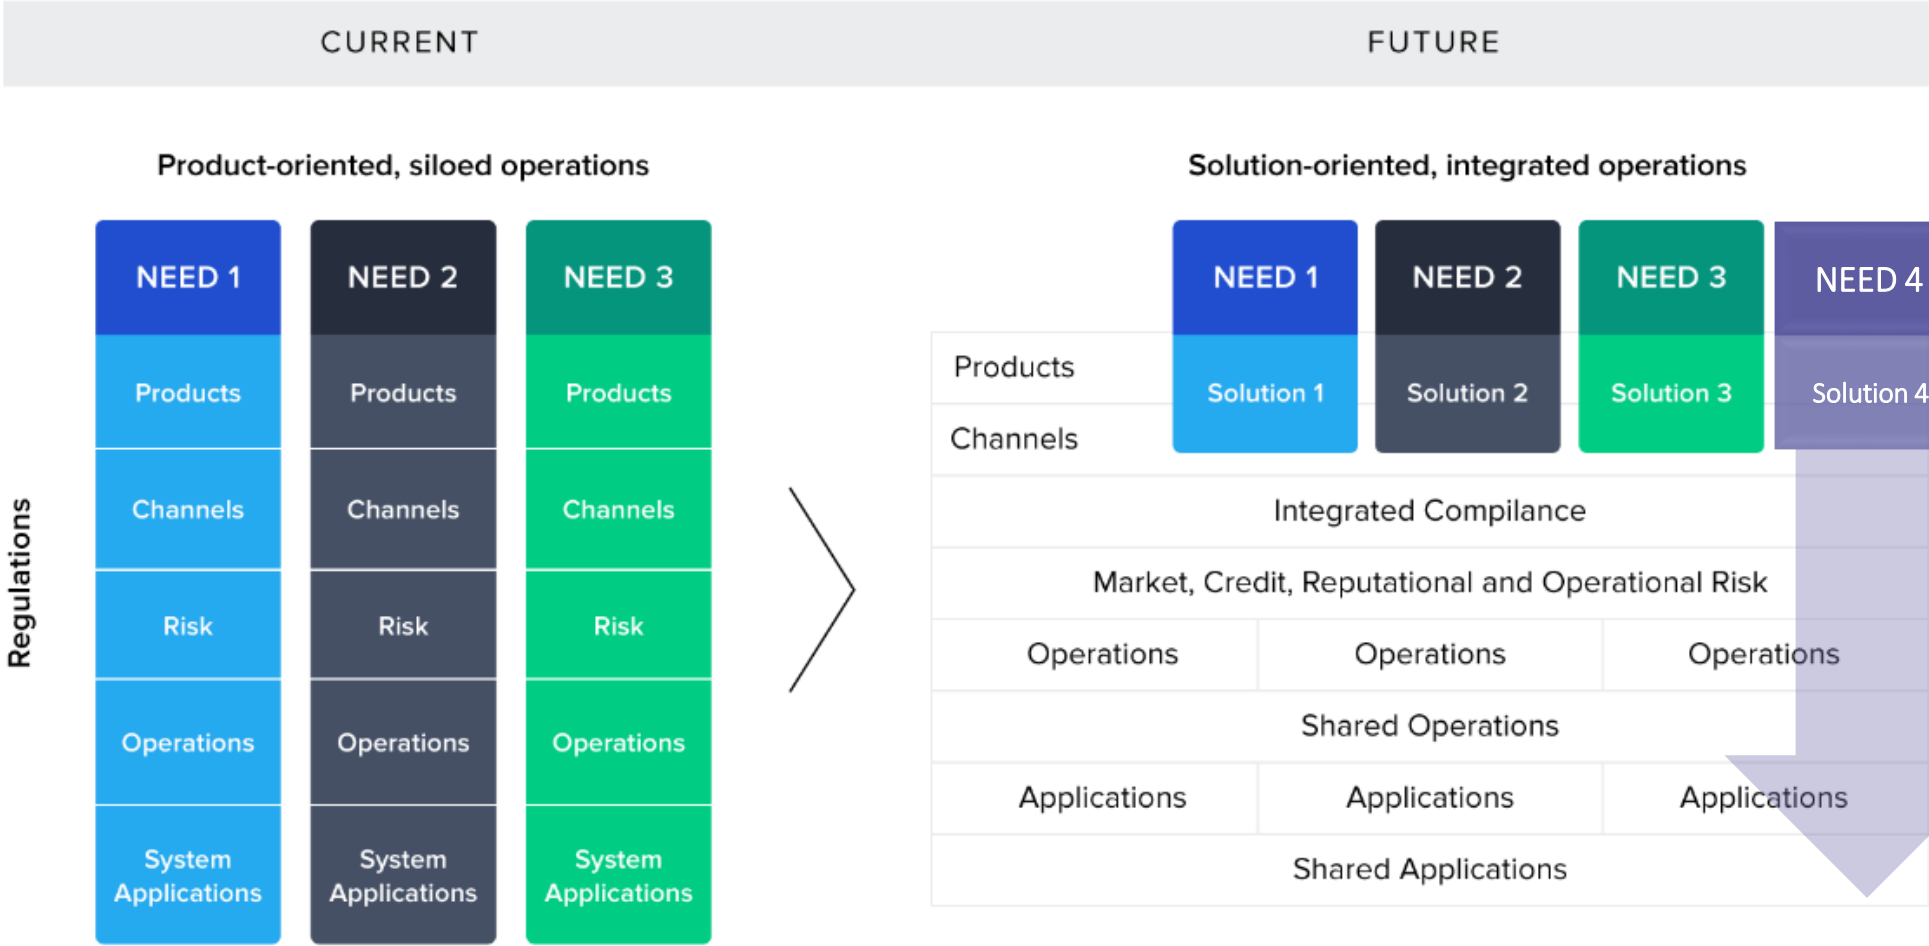 CURRENT
FUTURE
Product-oriented, siloed operations
Solution-oriented, integrated operations
Regulations
NEED 1
NEED 2
NEED 3
Products
Products
Products
Channels
Channels
Channels
Risk
Risk
Risk
Operations
Operations
Operations
System
Applications
System
Applications
System
Applications
NEED 1
NEED 2
NEED 3
NEED 4
Products
Solution 1
Solution 2
Solution 3
Solution 4
Channels
Integrated Compilance
Market, Credit, Reputational and Operational Risk
Operations
Operations
Operations
Shared Operations
Applications
Applications
Applications
Shared Applications